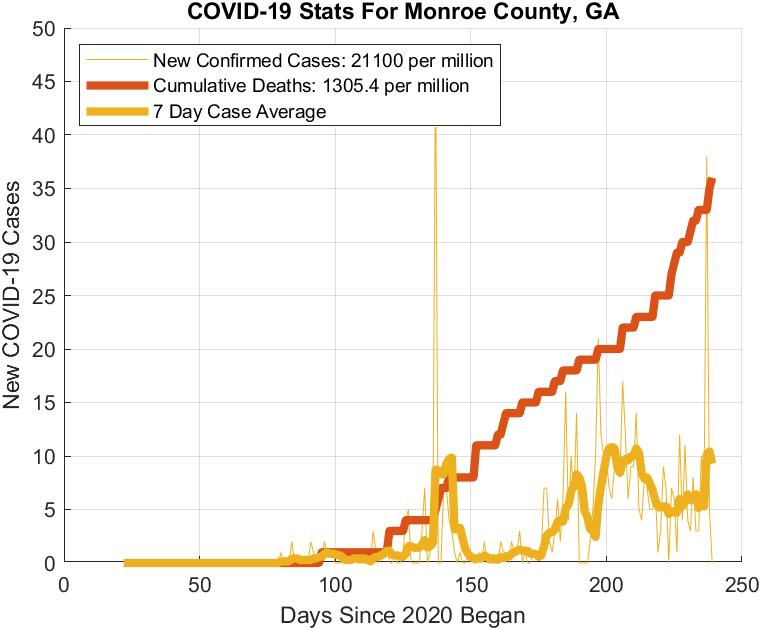 COVID-19 Stats For Monroe County, GA
New Confirmed Cases: 21100 per million
Cumulative Deaths: 1305.4 per million
7 Day Case Average
New COVID-19 Cases
50
45
40
35
30
25
20
15
10
5
0
0 50 100 150 200 250
Days Since 2020 Began